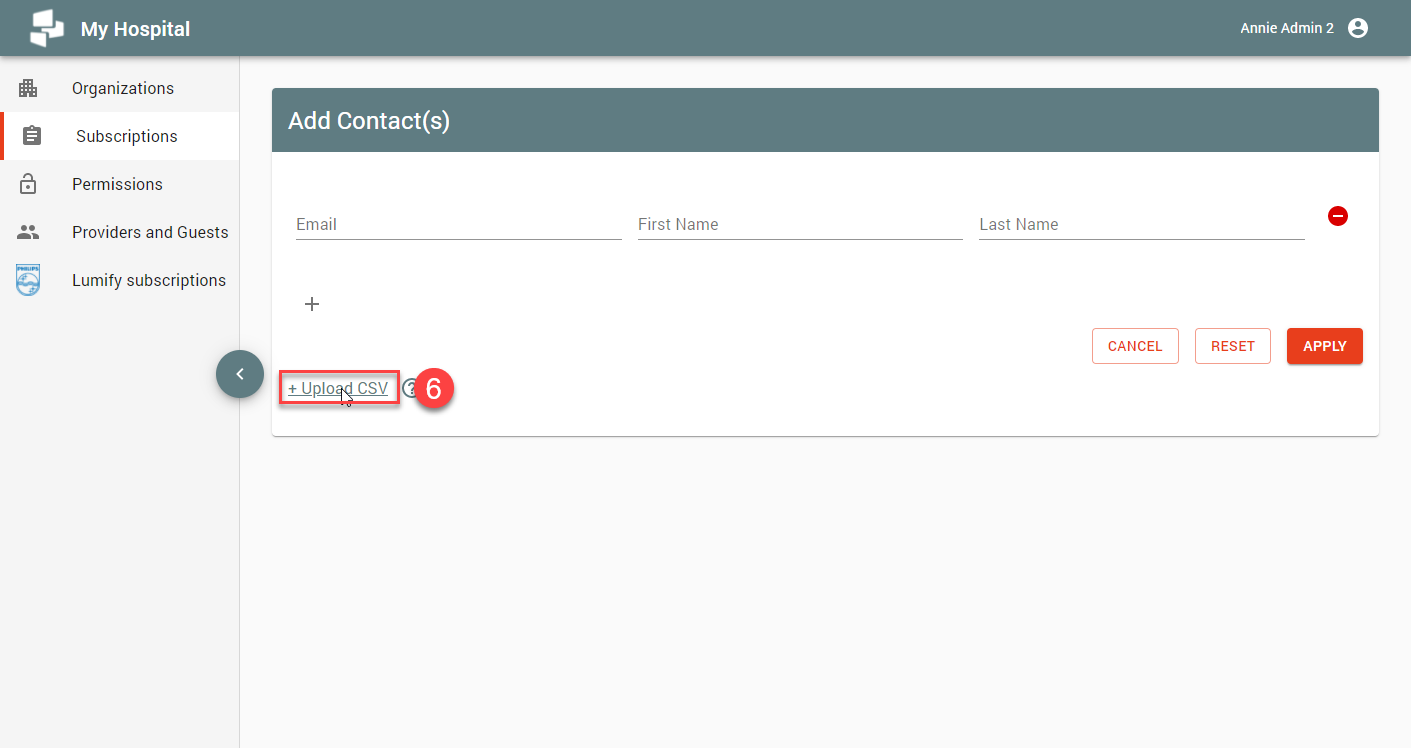 My Hospital
Annie Admin 2
Organizations
Subscriptions
Permissions
Providers and Guests
PHILIPS
Lumify subscriptions
Add Contact(s)
Email
First Name
Last Name
+
CANCEL
RESET
APPLY
+ Upload CSV
?
6